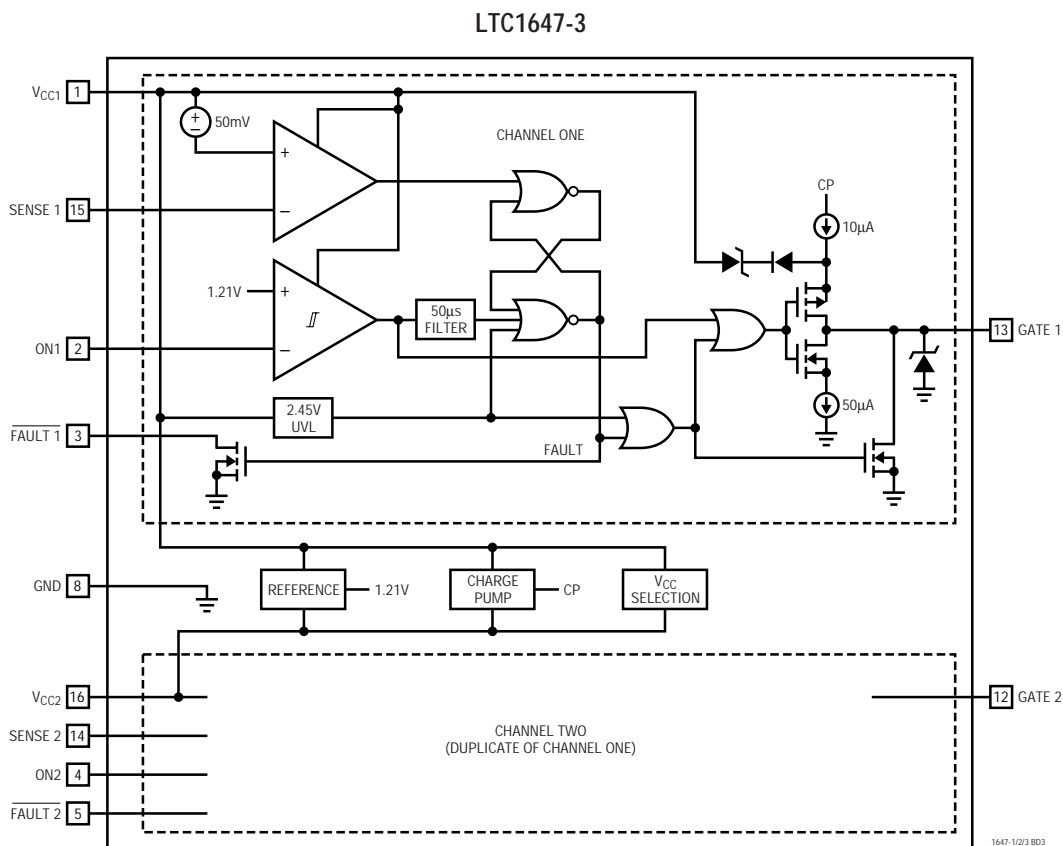 LTC1647-3
VCC1 1
+
−
50mV
+
−
CHANNEL ONE
CP
10µA
SENSE 1 15
1.21V
+
−
50µs
FILTER
13 GATE 1
ON1 2
2.45V
UVL
50µA
FAULT 1 3
FAULT
GND 8
REFERENCE
1.21V
CHARGE
PUMP
CP
VCC
SELECTION
VCC2 16
12 GATE 2
SENSE 2 14
CHANNEL TWO
(DUPLICATE OF CHANNEL ONE)
ON2 4
FAULT 2 5
1647-1/2/3 BD3